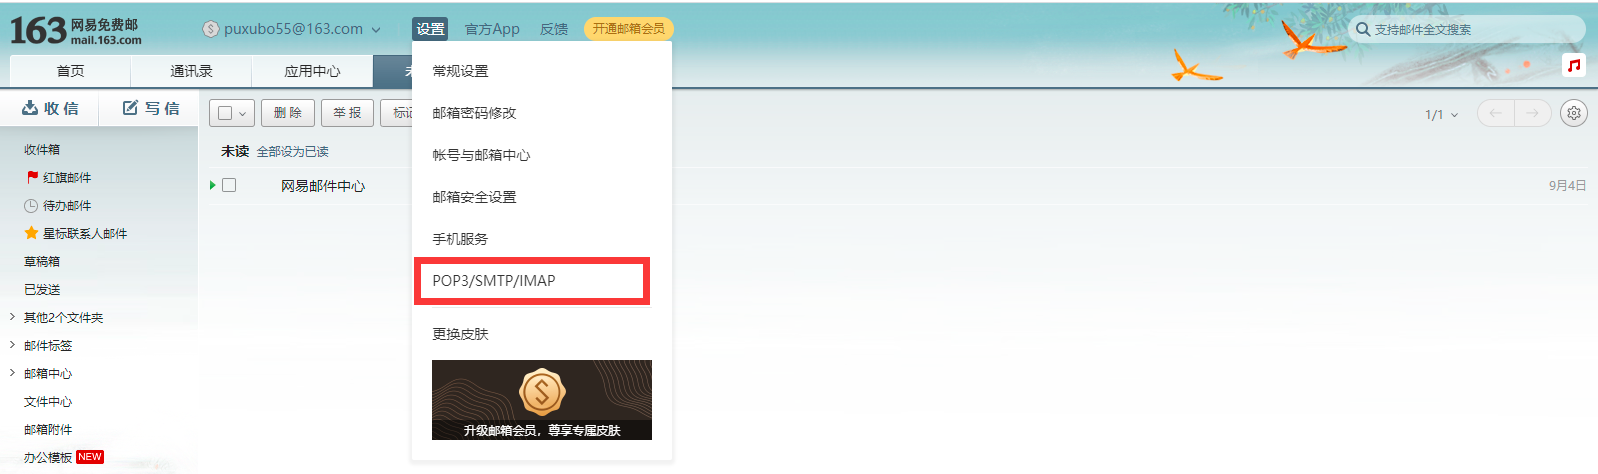 163 网易免费邮
mail.163.com
puxubo55@163.com
设置 官方App 反馈 开通邮箱会员
支持邮件全文搜索
首页 通讯录 应用中心
收信 写信
删除 举报 标记
1/1
收件箱
红旗邮件
待办邮件
星标联系人邮件
草稿箱
已发送
其他2个文件夹
邮件标签
邮箱中心
文件中心
邮箱附件
办公模板 NEW
未读 全部设为已读
网易邮件中心
9月4日
常规设置
邮箱密码修改
帐号与邮箱中心
邮箱安全设置
手机服务
POP3/SMTP/IMAP
更换皮肤
升级邮箱会员，尊享专属皮肤